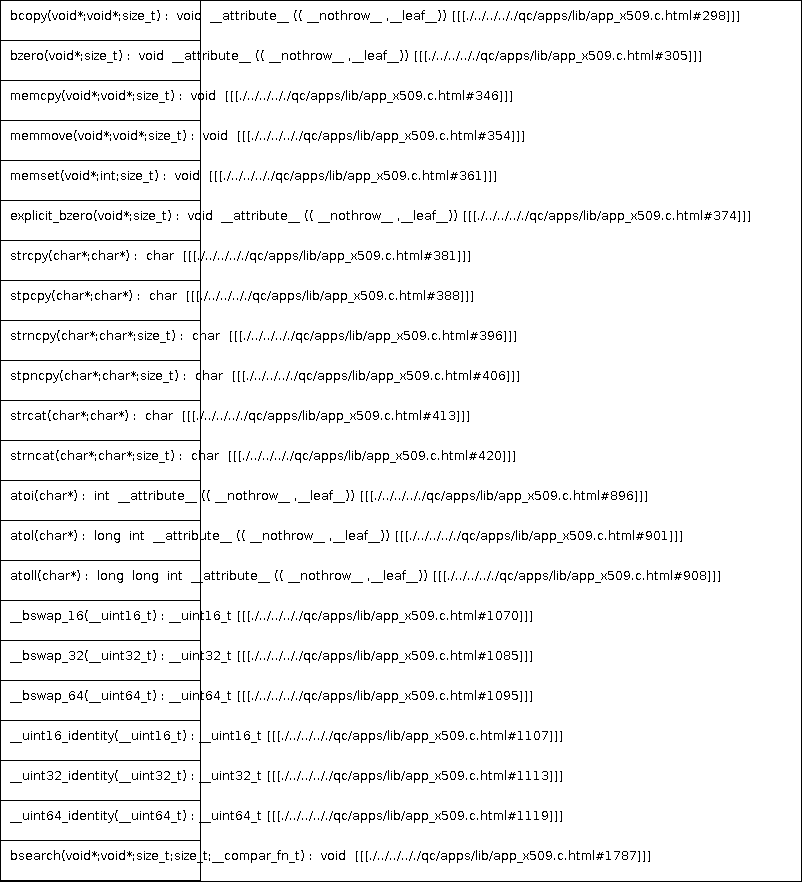 bcopy(void*;void*;size_t) : void __attribute__ (( __nothrow__ ,__leaf__)) [[[./../../../../qc/apps/lib/app_x509.c.html#298]]]
bzero(void*;size_t) : void __attribute__ (( __nothrow__ ,__leaf__)) [[[./../../../../qc/apps/lib/app_x509.c.html#305]]]
memcpy(void*;void*;size_t) : void [[[./../../../../qc/apps/lib/app_x509.c.html#346]]]
memmove(void*;void*;size_t) : void [[[./../../../../qc/apps/lib/app_x509.c.html#354]]]
memset(void*;int;size_t) : void [[[./../../../../qc/apps/lib/app_x509.c.html#361]]]
explicit_bzero(void*;size_t) : void __attribute__ (( __nothrow__ ,__leaf__)) [[[./../../../../qc/apps/lib/app_x509.c.html#374]]]
strcpy(char*;char*) : char [[[./../../../../qc/apps/lib/app_x509.c.html#381]]]
stpcpy(char*;char*) : char [[[./../../../../qc/apps/lib/app_x509.c.html#388]]]
strncpy(char*;char*;size_t) : char [[[./../../../../qc/apps/lib/app_x509.c.html#396]]]
stpncpy(char*;char*;size_t) : char [[[./../../../../qc/apps/lib/app_x509.c.html#406]]]
strcat(char*;char*) : char [[[./../../../../qc/apps/lib/app_x509.c.html#413]]]
strncat(char*;char*;size_t) : char [[[./../../../../qc/apps/lib/app_x509.c.html#420]]]
atoi(char*) : int __attribute__ (( __nothrow__ ,__leaf__)) [[[./../../../../qc/apps/lib/app_x509.c.html#896]]]
atol(char*) : long int __attribute__ (( __nothrow__ ,__leaf__)) [[[./../../../../qc/apps/lib/app_x509.c.html#901]]]
atoll(char*) : long long int __attribute__ (( __nothrow__ ,__leaf__)) [[[./../../../../qc/apps/lib/app_x509.c.html#908]]]
__bswap_16(__uint16_t) : __uint16_t [[[./../../../../qc/apps/lib/app_x509.c.html#1070]]]
__bswap_32(__uint32_t) : __uint32_t [[[./../../../../qc/apps/lib/app_x509.c.html#1085]]]
__bswap_64(__uint64_t) : __uint64_t [[[./../../../../qc/apps/lib/app_x509.c.html#1095]]]
__uint16_identity(__uint16_t) : __uint16_t [[[./../../../../qc/apps/lib/app_x509.c.html#1107]]]
__uint32_identity(__uint32_t) : __uint32_t [[[./../../../../qc/apps/lib/app_x509.c.html#1113]]]
__uint64_identity(__uint64_t) : __uint64_t [[[./../../../../qc/apps/lib/app_x509.c.html#1119]]]
bsearch(void*;void*;size_t;size_t;__compar_fn_t) : void [[[./../../../../qc/apps/lib/app_x509.c.html#1787]]]